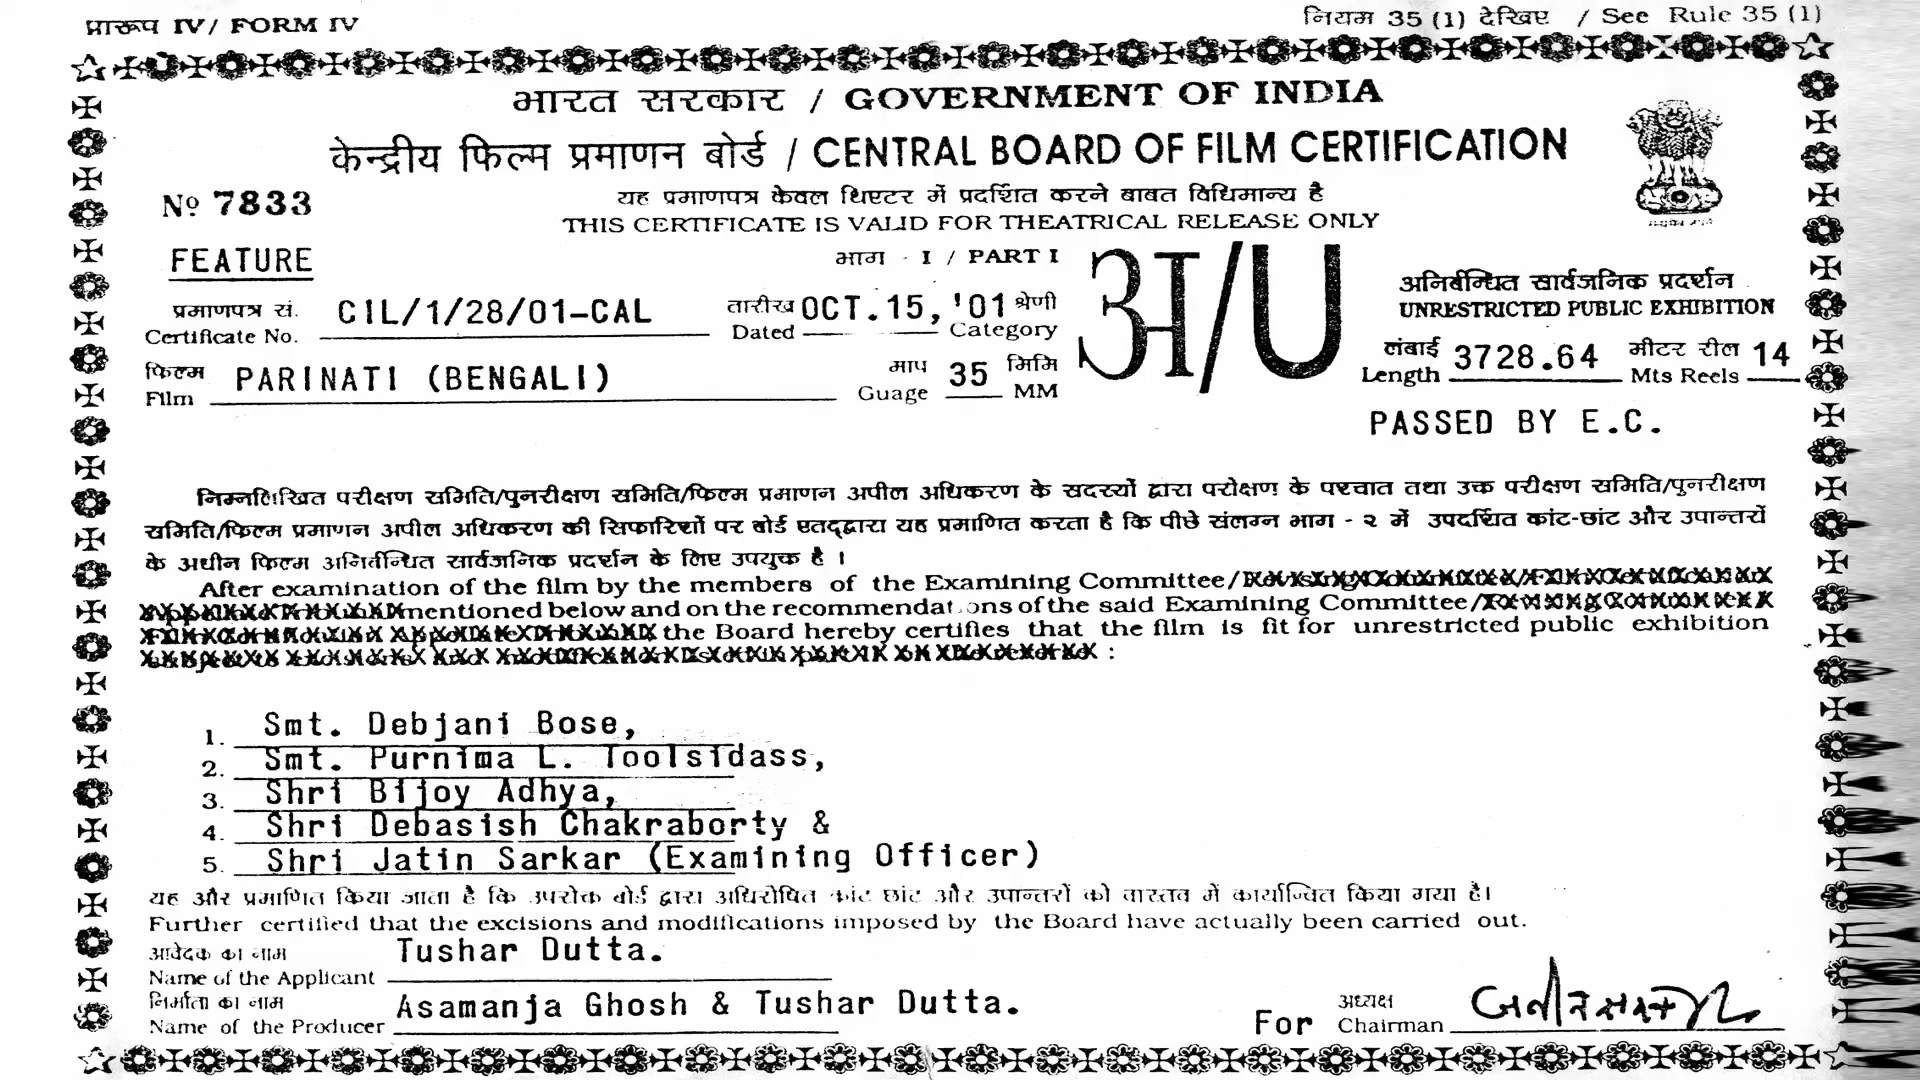 प्रारूप IV / FORM IV
नियम 35 (1) देखिए / See Rule 35 (1)
भारत सरकार / GOVERNMENT OF INDIA
केन्द्रीय फिल्म प्रमाणन बोर्ड / CENTRAL BOARD OF FILM CERTIFICATION
Nº 7833
यह प्रमाणपत्र केवल थिएटर में प्रदर्शित करने बाबत विधिमान्य है
THIS CERTIFICATE IS VALID FOR THEATRICAL RELEASE ONLY
FEATURE
भाग - I / PART I
अ/U
अनिर्बन्धित सार्वजनिक प्रदर्शन
UNRESTRICTED PUBLIC EXHIBITION
प्रमाणपत्र सं. CIL/1/28/01-CAL तारीख OCT.15,'01 श्रेणी
Certificate No. Dated Category
लंबाई 3728.64 मीटर रील 14
Length Mts Reels
फिल्म PARINATI (BENGALI) माप 35 मिमि
Film Guage MM
PASSED BY E.C.
निम्नलिखित परीक्षण समिति/पुनरीक्षण समिति/फिल्म प्रमाणन अपील अधिकरण के सदस्यों द्वारा परीक्षण के पश्चात तथा उक्त परीक्षण समिति/पुनरीक्षण
समिति/फिल्म प्रमाणन अपील अधिकरण की सिफारिशों पर बोर्ड एतद्द्वारा यह प्रमाणित करता है कि पीछे संलग्न भाग - २ में उपदर्शित कांट-छांट और उपान्तरों
के अधीन फिल्म अनिर्बन्धित सार्वजनिक प्रदर्शन के लिए उपयुक्त है ।
After examination of the film by the members of the Examining Committee/
mentioned below and on the recommendations of the said Examining Committee/
the Board hereby certifies that the film is fit for unrestricted public exhibition
:
1. Smt. Debjani Bose,
2. Smt. Purnima L. Toolsidass,
3. Shri Bijoy Adhya,
4. Shri Debasish Chakraborty &
5. Shri Jatin Sarkar (Examining Officer)
यह और प्रमाणित किया जाता है कि उपरोक्त बोर्ड द्वारा अधिरोपित कांट छांट और उपान्तरों को वास्तव में कार्यान्वित किया गया है।
Further certified that the excisions and modifications imposed by the Board have actually been carried out.
आवेदक का नाम Tushar Dutta.
Name of the Applicant
निर्माता का नाम Asamanja Ghosh & Tushar Dutta.
Name of the Producer
For अध्यक्ष
Chairman